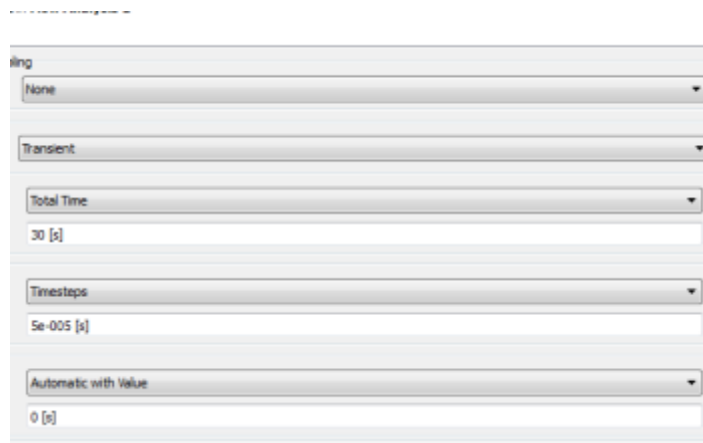 None
Transient
Total Time
30 [s]
Timesteps
5e-005 [s]
Automatic with Value
0 [s]